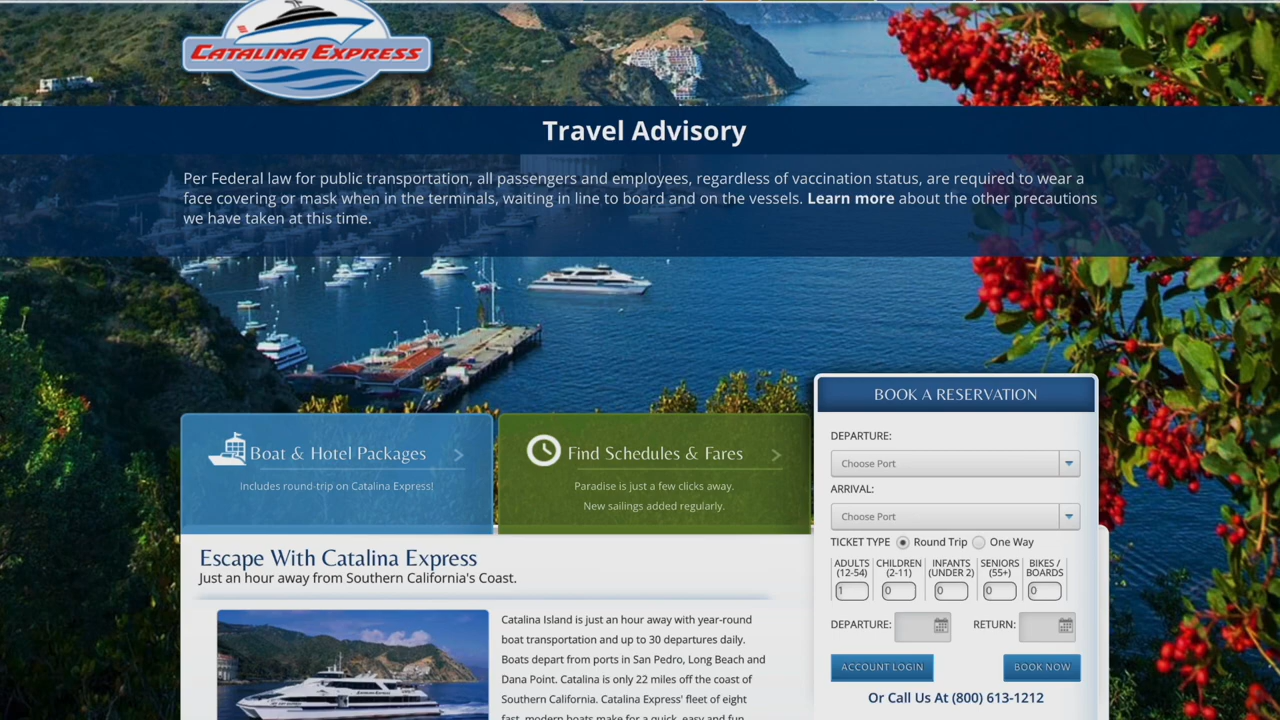 CATALINA EXPRESS
Travel Advisory
Per Federal law for public transportation, all passengers and employees, regardless of vaccination status, are required to wear a
face covering or mask when in the terminals, waiting in line to board and on the vessels. Learn more about the other precautions
we have taken at this time.
Boat & Hotel Packages
Includes round-trip on Catalina Express!
Find Schedules & Fares
Paradise is just a few clicks away.
New sailings added regularly.
BOOK A RESERVATION
DEPARTURE:
Choose Port
ARRIVAL:
Choose Port
TICKET TYPE Round Trip One Way
ADULTS (12-54) CHILDREN (2-11) INFANTS (UNDER 2) SENIORS (55+) BIKES / BOARDS
1 0 0 0 0
DEPARTURE: RETURN:
ACCOUNT LOGIN BOOK NOW
Or Call Us At (800) 613-1212
Escape With Catalina Express
Just an hour away from Southern California's Coast.
Catalina Island is just an hour away with year-round
boat transportation and up to 30 departures daily.
Boats depart from ports in San Pedro, Long Beach and
Dana Point. Catalina is only 22 miles off the coast of
Southern California. Catalina Express' fleet of eight
fast, modern boats make for a quick, easy and fun